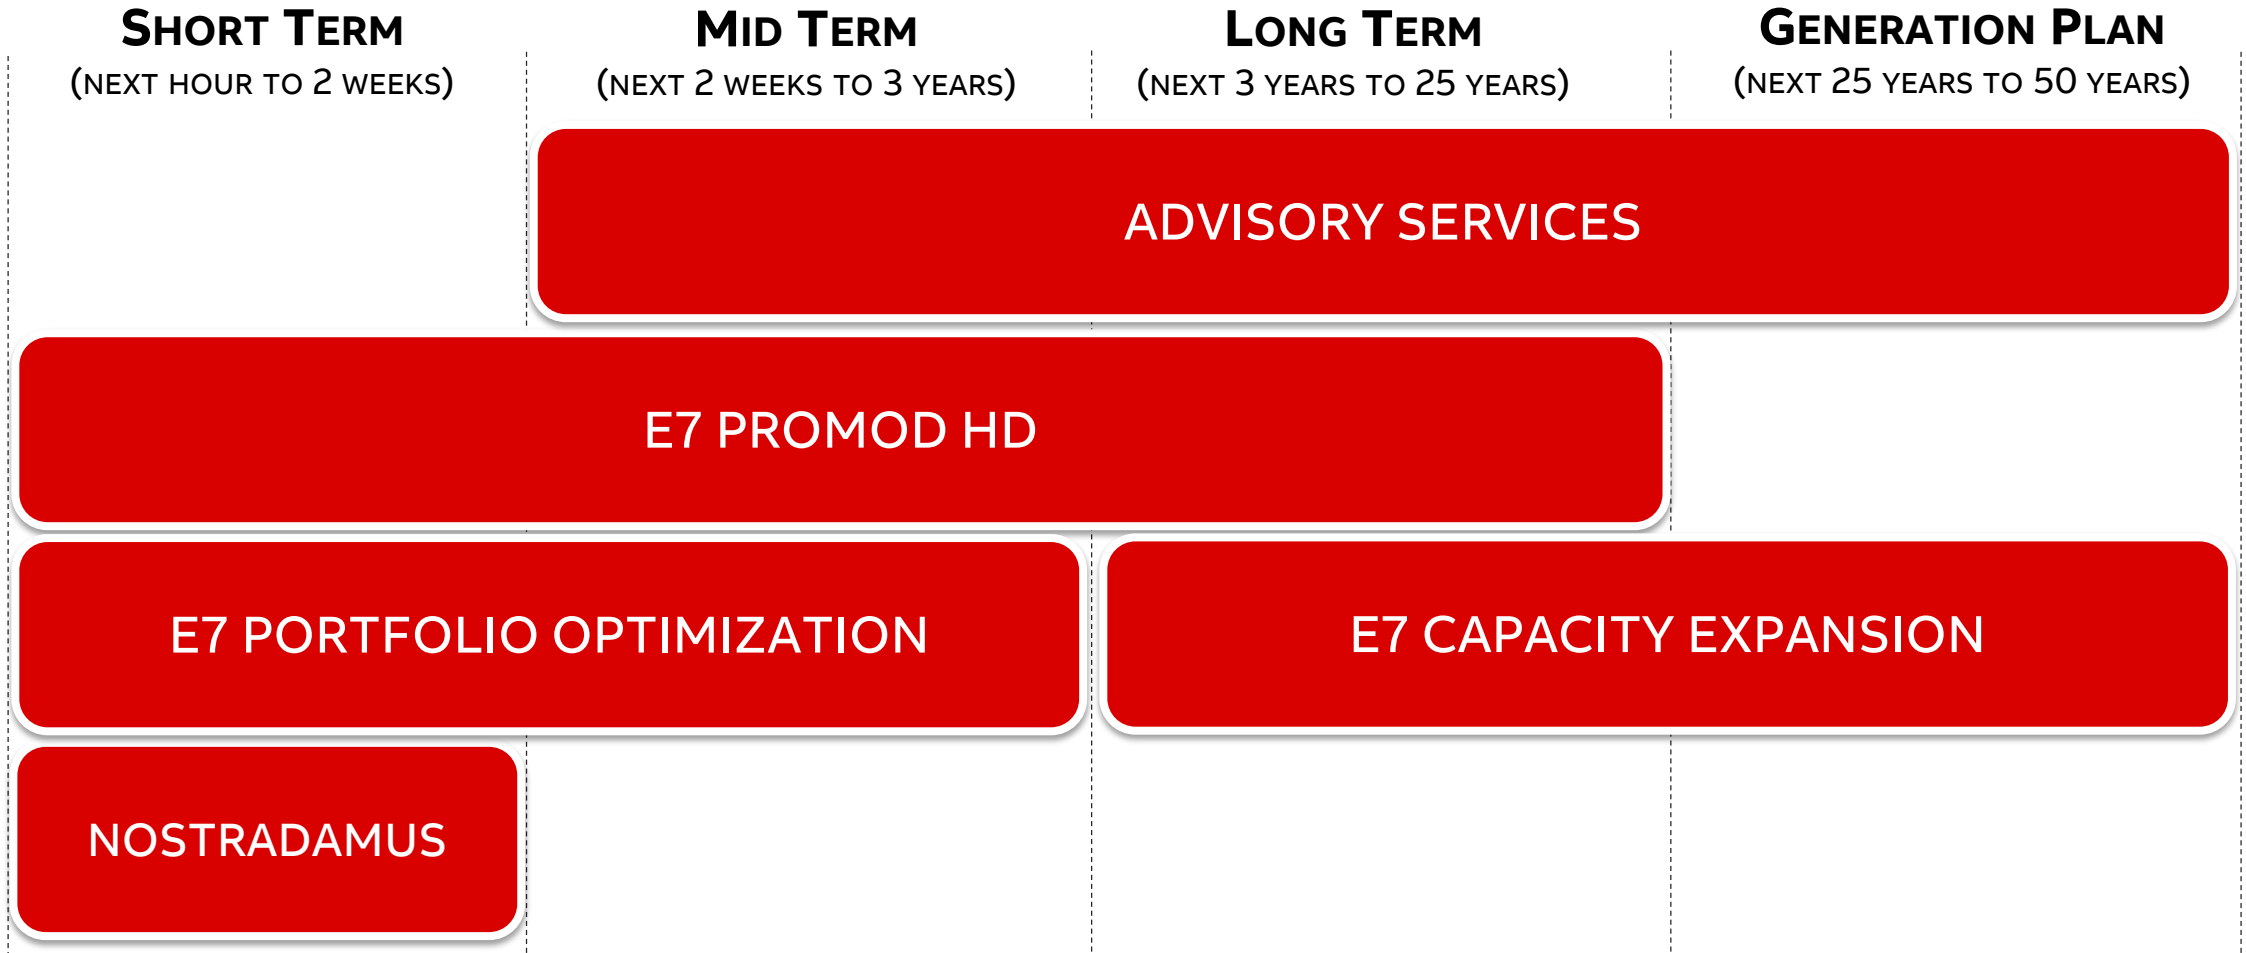 SHORT TERM
(NEXT HOUR TO 2 WEEKS)
MID TERM
(NEXT 2 WEEKS TO 3 YEARS)
LONG TERM
(NEXT 3 YEARS TO 25 YEARS)
GENERATION PLAN
(NEXT 25 YEARS TO 50 YEARS)
ADVISORY SERVICES
E7 PROMOD HD
E7 PORTFOLIO OPTIMIZATION
E7 CAPACITY EXPANSION
NOSTRADAMUS